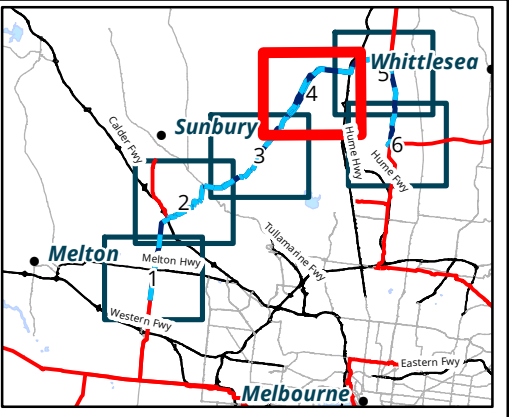 Whittlesea
5
4
Calder Fwy
Sunbury
Hume Hwy
6
3
Hume Fwy
2
Tullamarine Fwy
Melton
Melton Hwy
1
Western Fwy
Eastern Fwy
Melbourne